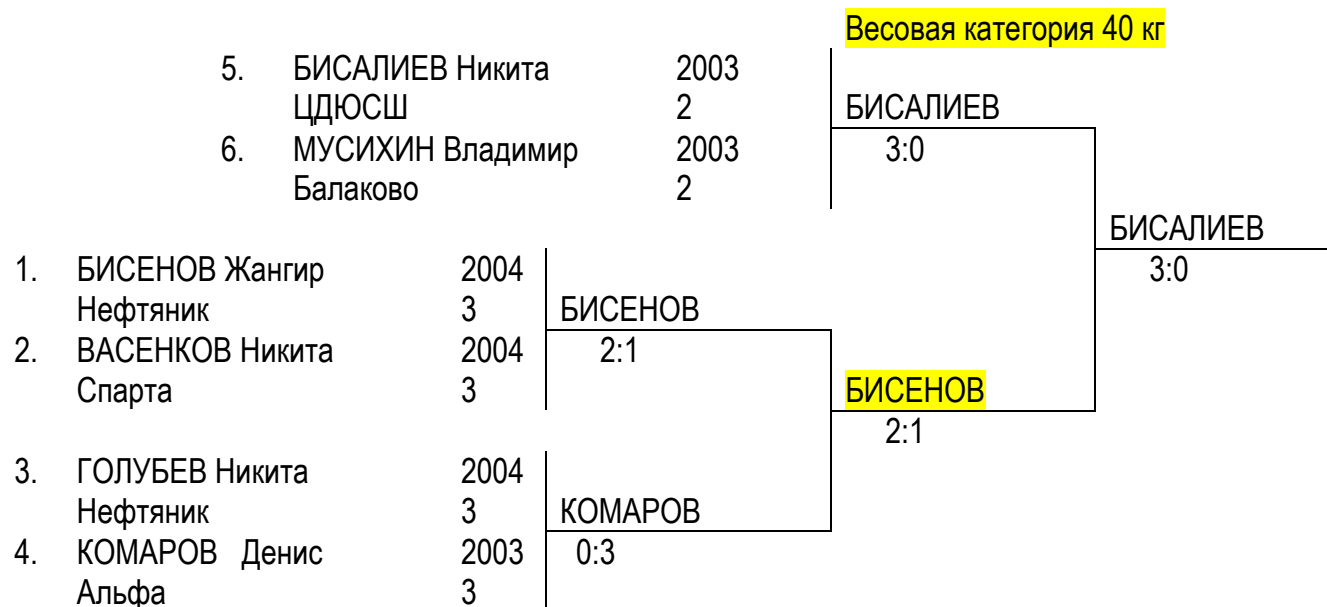 Весовая категория 40 кг
5. БИСАЛИЕВ Никита 2003
ЦДЮСШ 2 БИСАЛИЕВ
6. МУСИХИН Владимир 2003 3:0
Балаково 2
БИСАЛИЕВ
1. БИСЕНОВ Жангир 2004 3:0
Нефтяник 3 БИСЕНОВ
2. ВАСЕНКОВ Никита 2004 2:1
Спарта 3 БИСЕНОВ
2:1
3. ГОЛУБЕВ Никита 2004
Нефтяник 3 КОМАРОВ
4. КОМАРОВ Денис 2003 0:3
Альфа 3